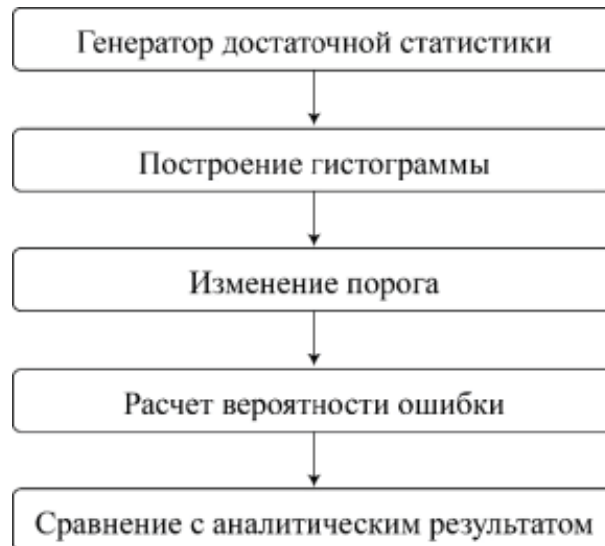 Генератор достаточной статистики
Построение гистограммы
Изменение порога
Расчет вероятности ошибки
Сравнение с аналитическим результатом